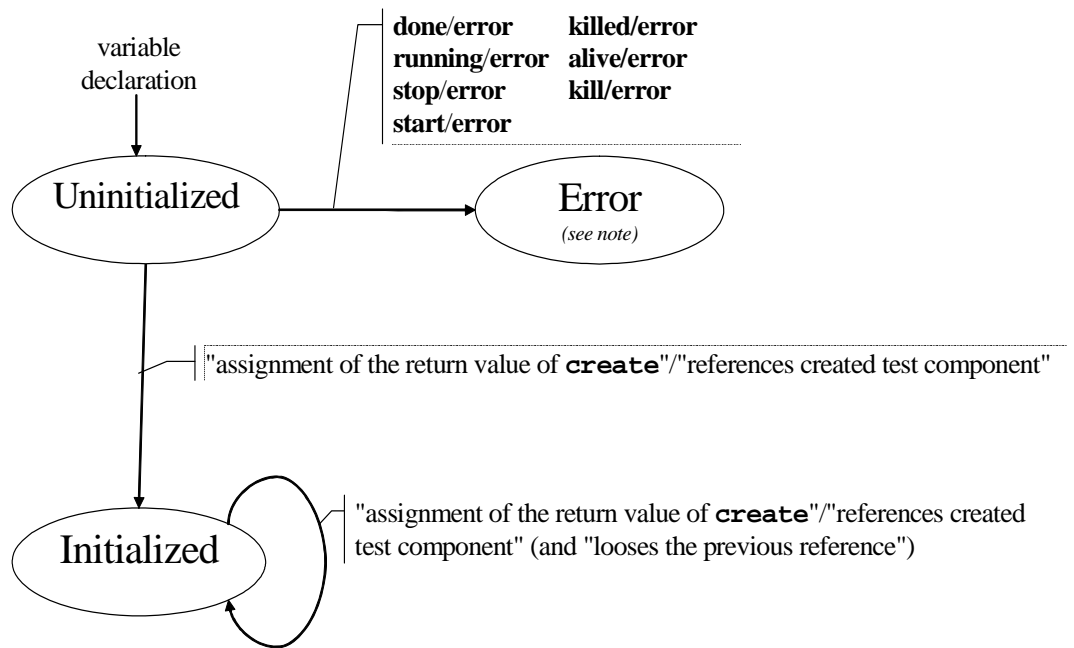 variable
declaration
done/error killed/error
running/error alive/error
stop/error kill/error
start/error
Uninitialized
Error
(see note)
"assignment of the return value of create"/"references created test component"
Initialized
"assignment of the return value of create"/"references created
test component" (and "looses the previous reference")